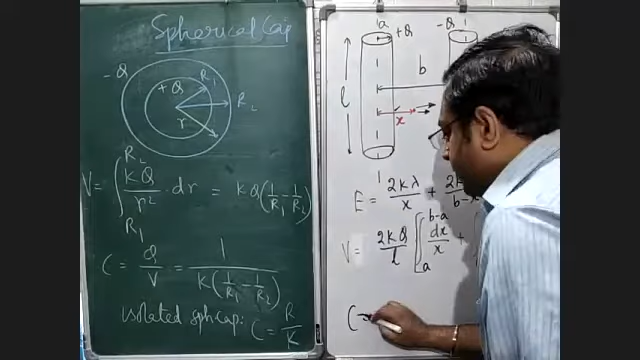 Spherical Cap
-Q
+Q
R₁
R₂
r
V = ∫ R₂ R₁ KQ/r² · dr = KQ(1/R₁ - 1/R₂)
C = Q/V = 1/K(1/R₁ - 1/R₂)
isolated sph cap: C = R/K
a
+Q
-Q
b
l
x
E = 2Kλ/x + 2K/b-x
V = 2KQ/l [∫ b-a a dx/x + ∫
C =